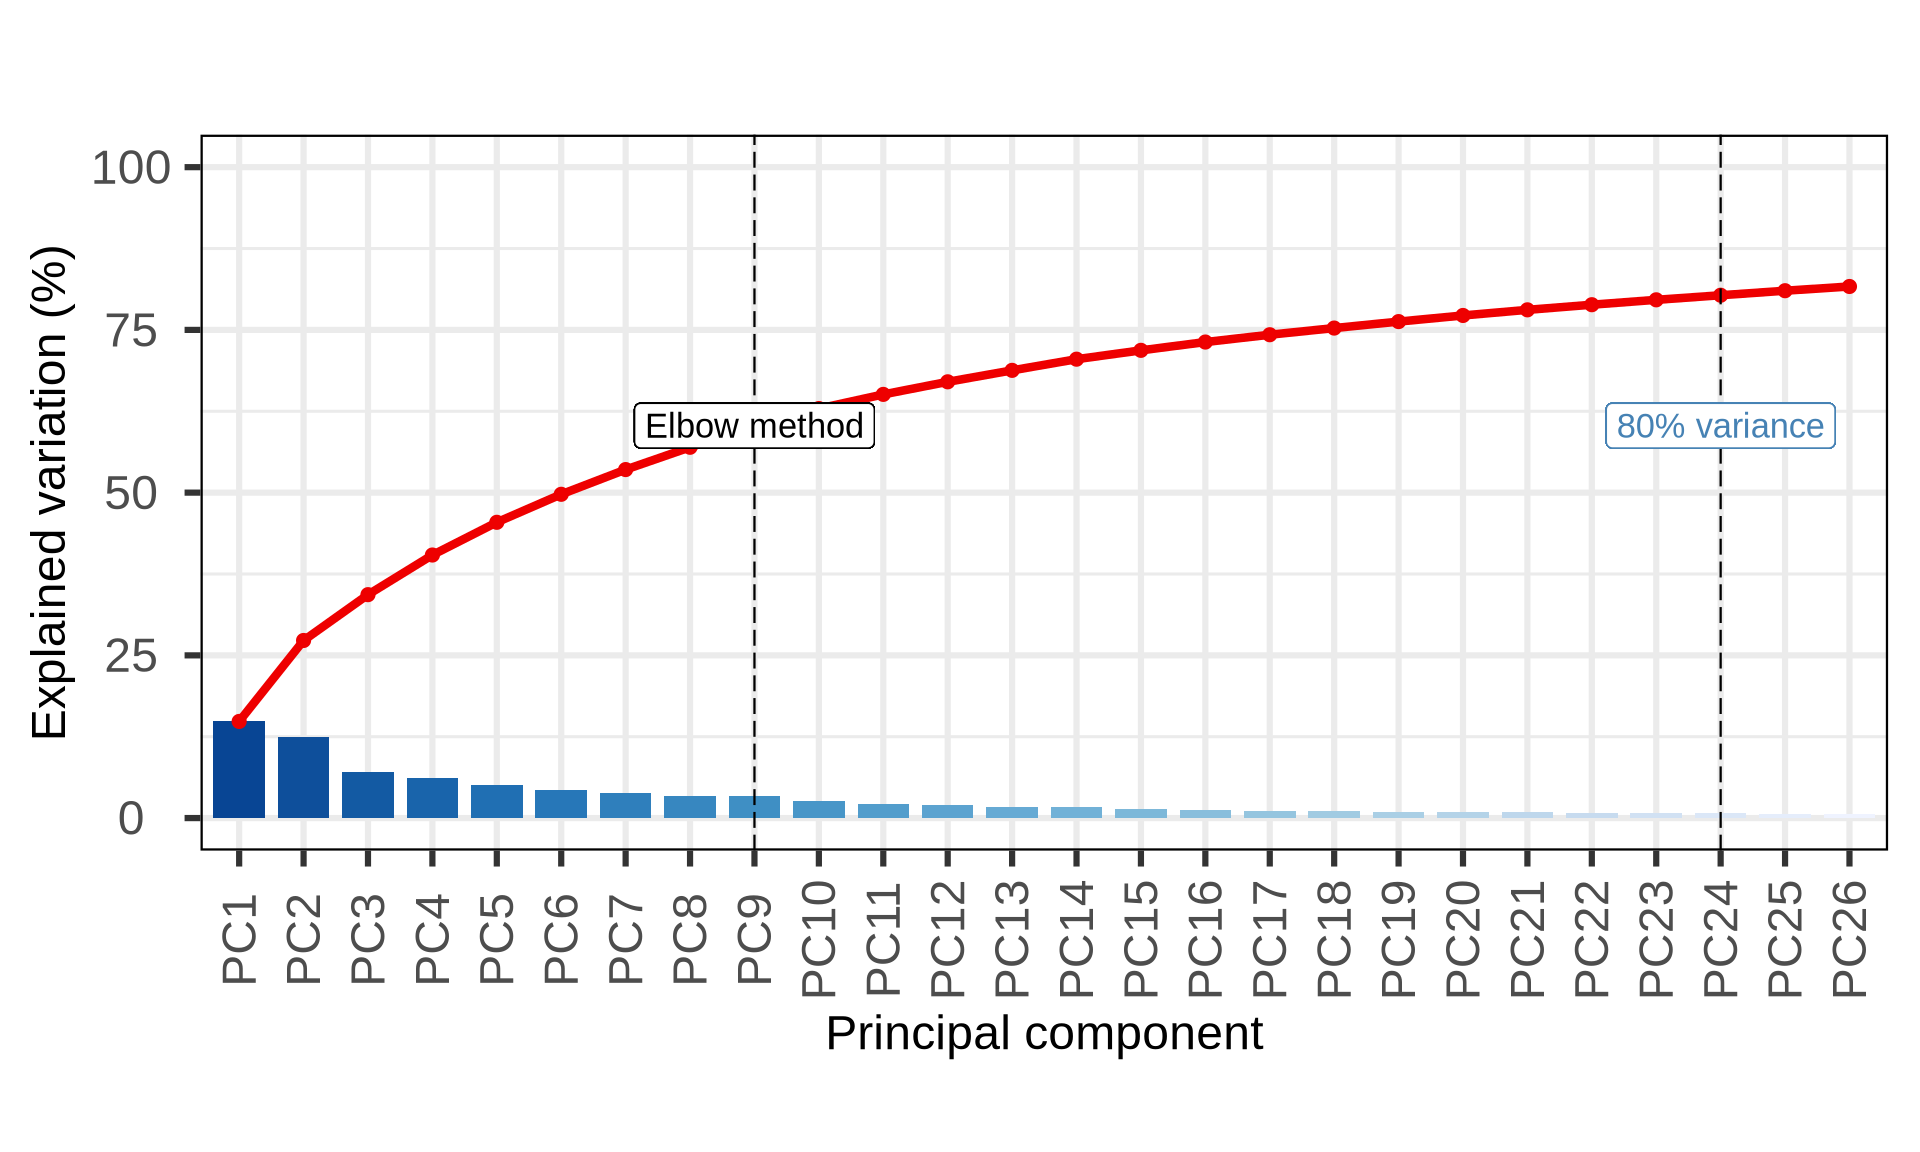 Explained variation (%)
100
75
50
25
0
Elbow method
80% variance
PC1
PC2
PC3
PC4
PC5
PC6
PC7
PC8
PC9
PC10
PC11
PC12
PC13
PC14
PC15
PC16
PC17
PC18
PC19
PC20
PC21
PC22
PC23
PC24
PC25
PC26
Principal component